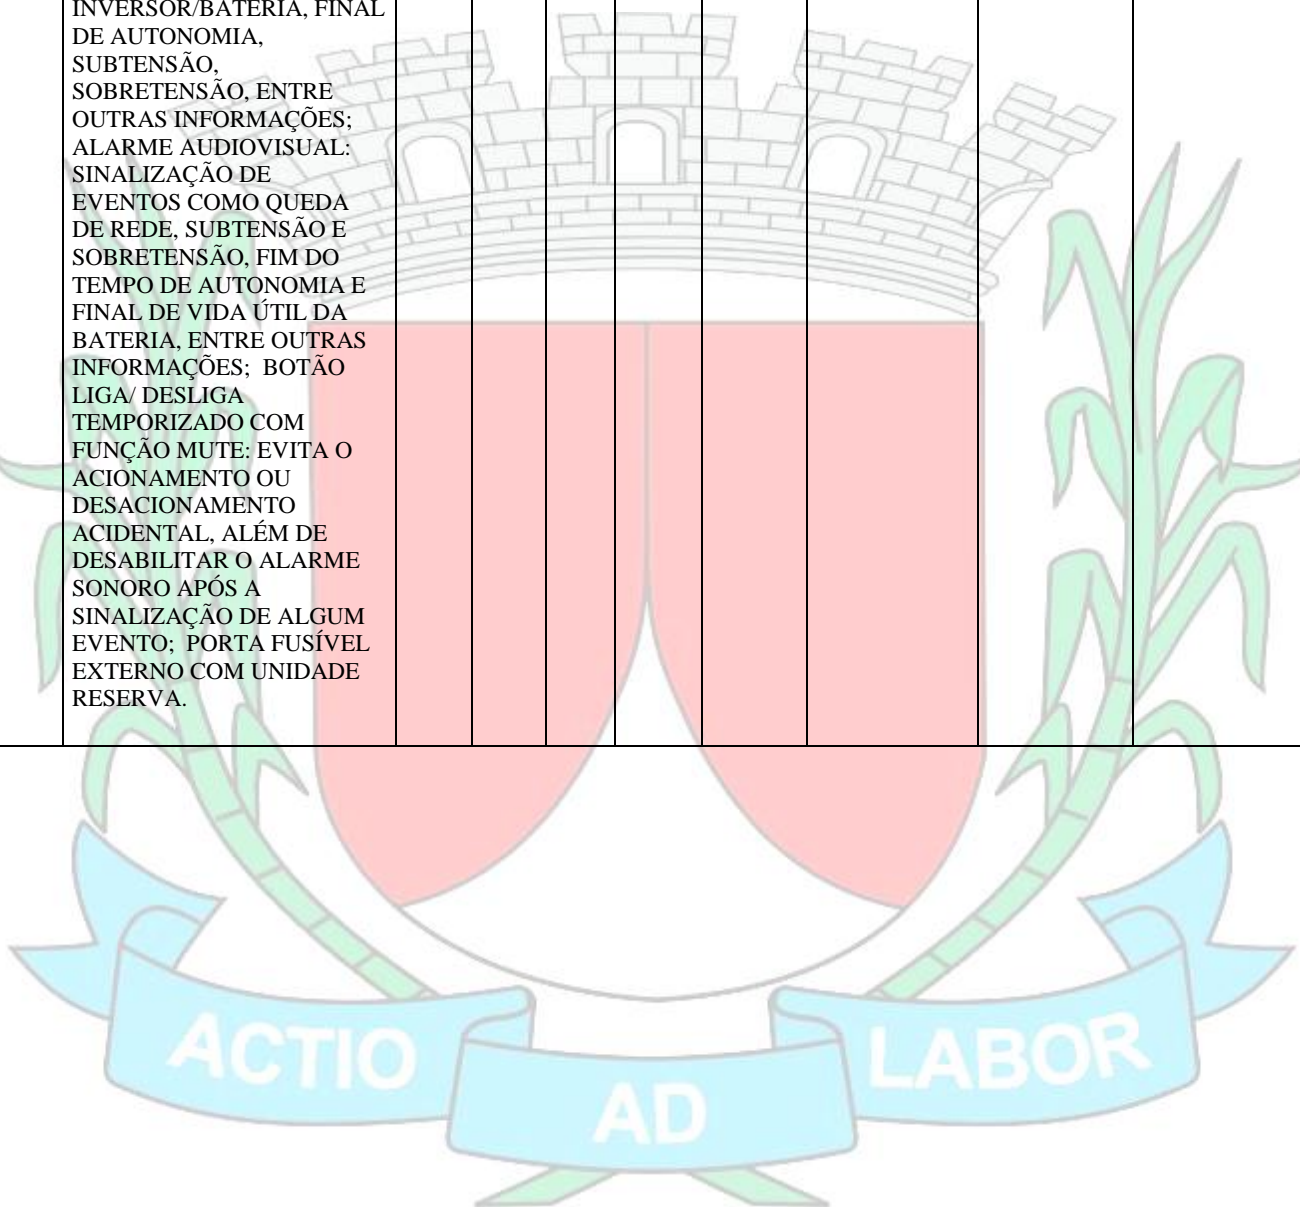 INVERSOR/BATERIA, FINAL
DE AUTONOMIA,
SUBTENSÃO,
SOBRETENSÃO, ENTRE
OUTRAS INFORMAÇÕES;
ALARME AUDIOVISUAL:
SINALIZAÇÃO DE
EVENTOS COMO QUEDA
DE REDE, SUBTENSÃO E
SOBRETENSÃO, FIM DO
TEMPO DE AUTONOMIA E
FINAL DE VIDA ÚTIL DA
BATERIA, ENTRE OUTRAS
INFORMAÇÕES; BOTÃO
LIGA/ DESLIGA
TEMPORIZADO COM
FUNÇÃO MUTE: EVITA O
ACIONAMENTO OU
DESACIONAMENTO
ACIDENTAL, ALÉM DE
DESABILITAR O ALARME
SONORO APÓS A
SINALIZAÇÃO DE ALGUM
EVENTO; PORTA FUSÍVEL
EXTERNO COM UNIDADE
RESERVA.
ACTIO
AD
LABOR